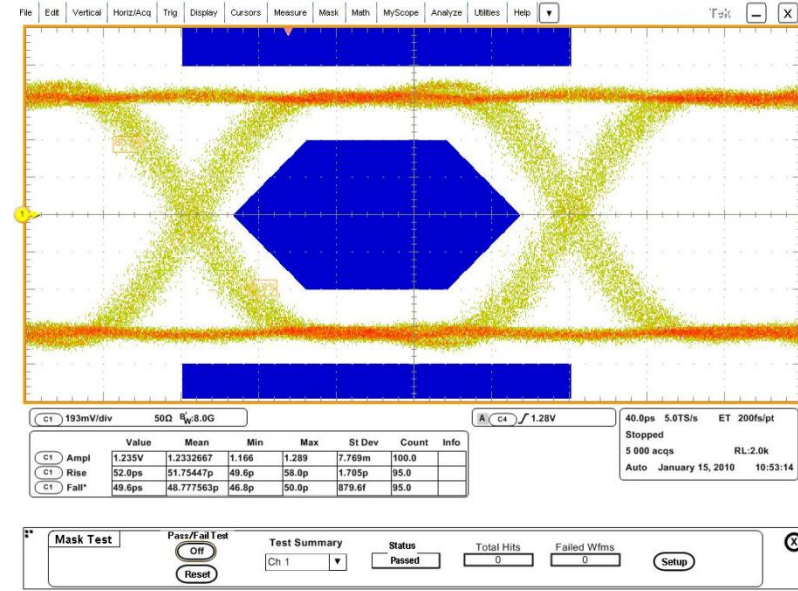 File Edit Vertical Horiz/Acq Trig Display Cursors Measure Mask Math MyScope Analyze Utilities Help Tek X
1
C1 193mV/div 50Ω BW:8.0G
A C4 1.28V
40.0ps 5.0TS/s ET 200fs/pt
Stopped
5 000 acqs RL:2.0k
Auto January 15, 2010 10:53:14
Value Mean Min Max St Dev Count Info
C1 Ampl 1.235V 1.2332667 1.166 1.289 7.769m 100.0
C1 Rise 52.0ps 51.75447p 49.6p 58.0p 1.705p 95.0
C1 Fall* 49.6ps 48.777563p 46.8p 50.0p 879.6f 95.0
Mask Test
Pass/Fail Test
Off
Reset
Test Summary
Ch 1
Status
Passed
Total Hits
0
Failed Wfms
0
Setup
X